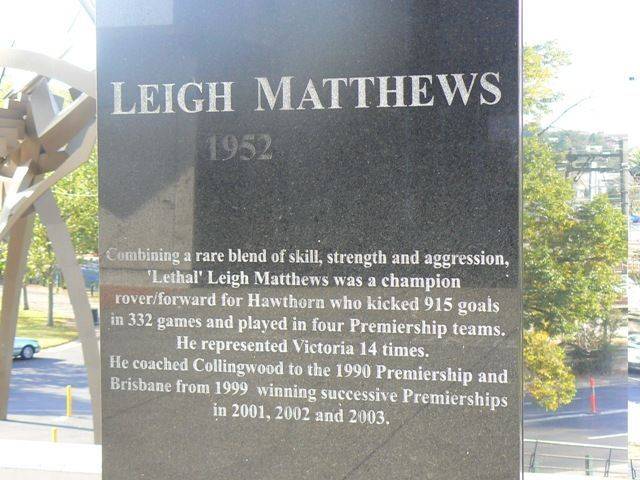 LEIGH MATTHEWS
1952
Combining a rare blend of skill, strength and aggression,
'Lethal' Leigh Matthews was a champion
rover/forward for Hawthorn who kicked 915 goals
in 332 games and played in four Premiership teams.
He represented Victoria 14 times.
He coached Collingwood to the 1990 Premiership and
Brisbane from 1999 winning successive Premierships
in 2001, 2002 and 2003.